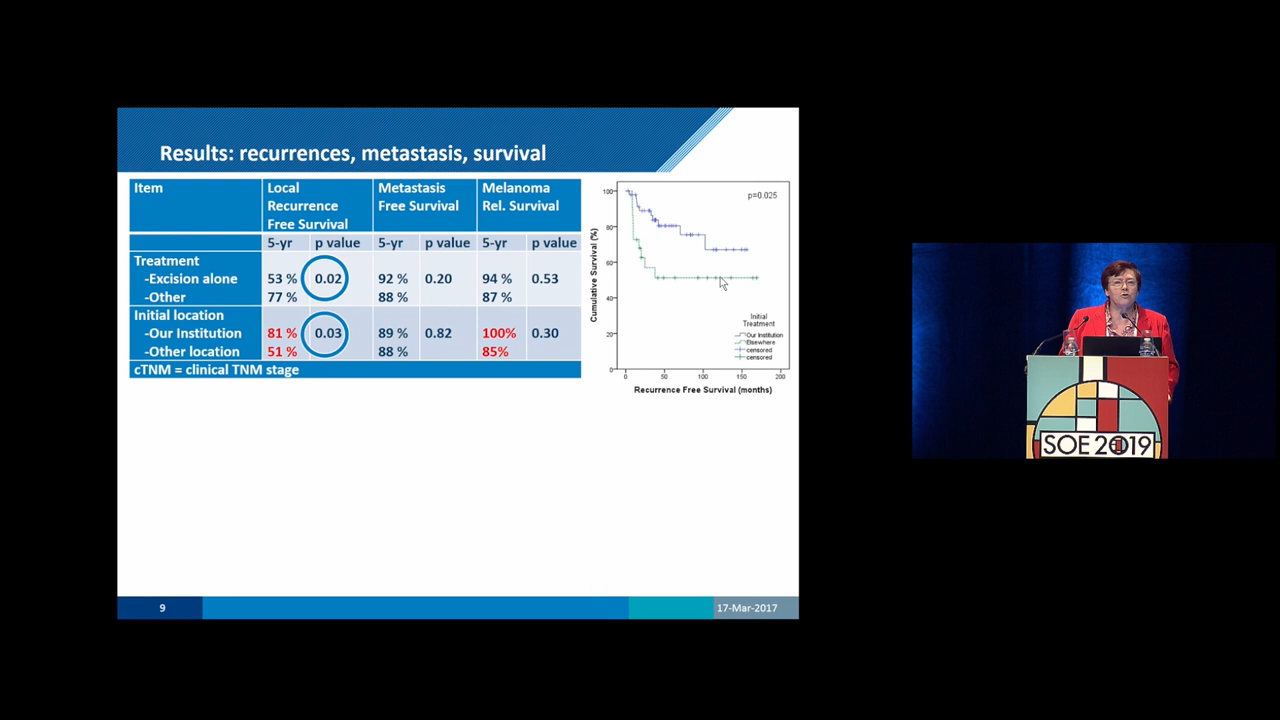 Results: recurrences, metastasis, survival
Item Local Recurrence Free Survival Metastasis Free Survival Melanoma Rel. Survival
5-yr p value 5-yr p value 5-yr p value
Treatment
-Excision alone 53 % 0.02 92 % 0.20 94 % 0.53
-Other 77 % 88 % 87 %
Initial location
-Our Institution 81 % 0.03 89 % 0.82 100% 0.30
-Other location 51 % 88 % 85%
cTNM = clinical TNM stage
p=0.025
Cumulative Survival (%)
100
80
60
40
20
0
Initial
Treatment
Our Institution
Elsewhere
censored
censored
0 50 100 150 200
Recurrence Free Survival (months)
9 17-Mar-2017
SOE 2019